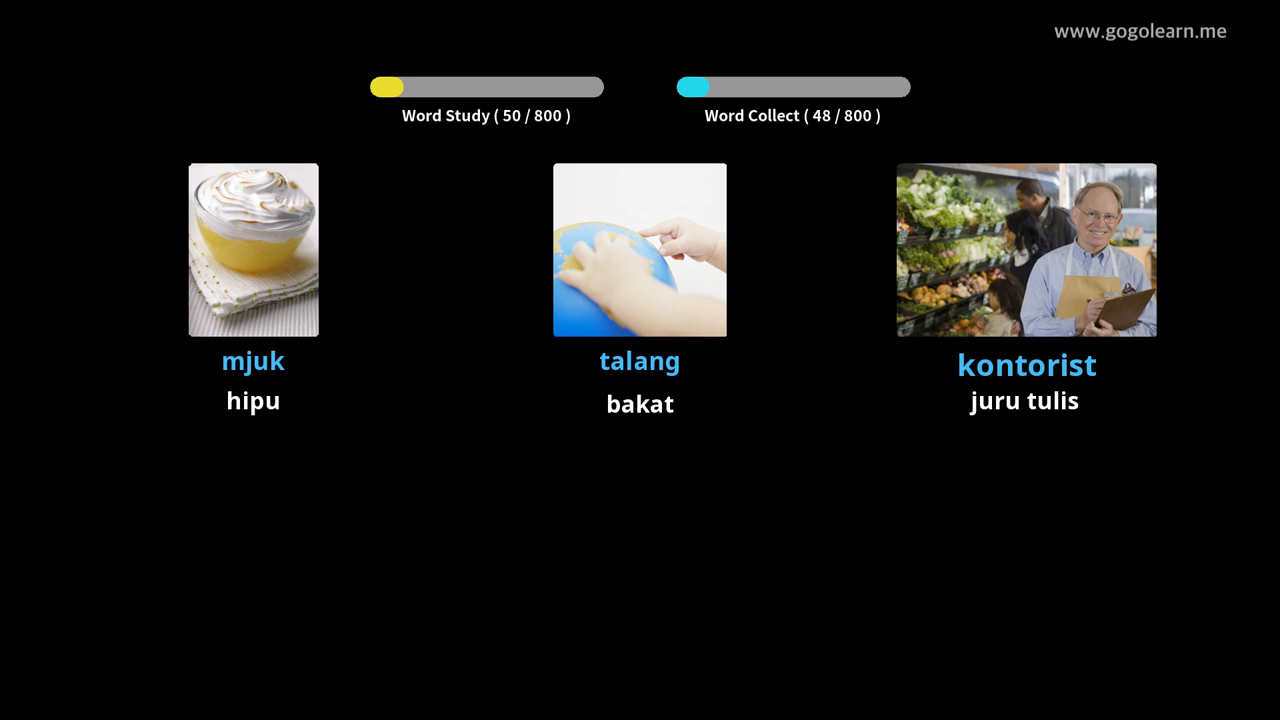 www.gogolearn.me
Word Study ( 50 / 800 )
Word Collect ( 48 / 800 )
mjuk
hipu
talang
bakat
kontorist
juru tulis